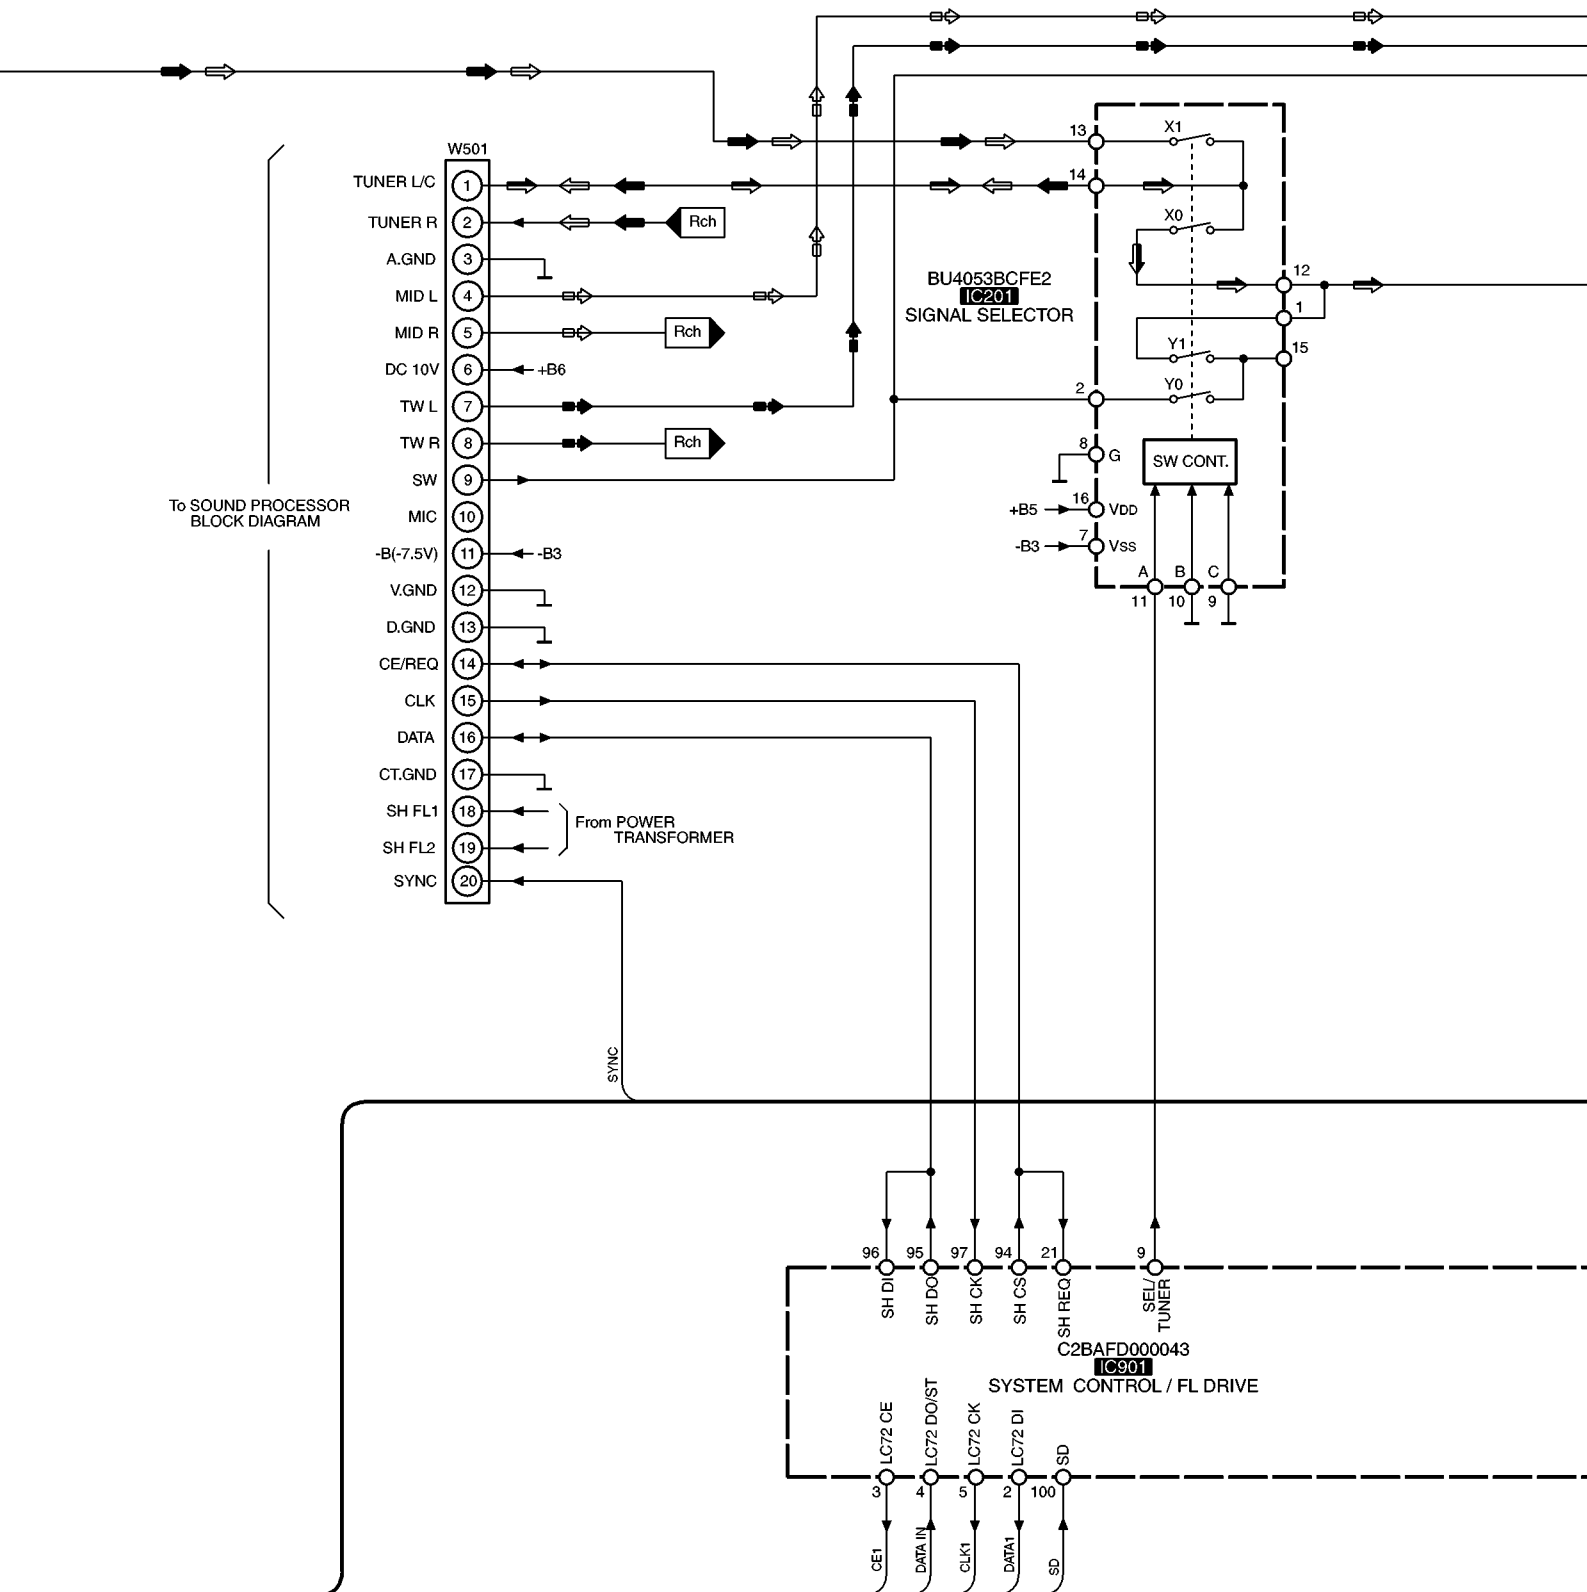 W501
TUNER L/C 1
TUNER R 2 Rch
A.GND 3
MID L 4
MID R 5 Rch
DC 10V 6 +B6
TW L 7
TW R 8 Rch
SW 9
MIC 10
-B(-7.5V) 11 -B3
V.GND 12
D.GND 13
CE/REQ 14
CLK 15
DATA 16
CT.GND 17
SH FL1 18
SH FL2 19
SYNC 20
To SOUND PROCESSOR
BLOCK DIAGRAM
From POWER
TRANSFORMER
SYNC
BU4053BCFE2
IC201
SIGNAL SELECTOR
13 X1
14
X0
12
1
Y1 15
2 Y0
8 G
SW CONT.
+B5 16 VDD
-B3 7 VSS
A B C
11 10 9
96 95 97 94 21 9
SH DI
SH DO
SH CK
SH CS
SH REQ
SEL/
TUNER
C2BAFD000043
IC901
SYSTEM CONTROL / FL DRIVE
LC72 CE
LC72 DO/ST
LC72 CK
LC72 DI
SD
3 4 5 2 100
CE1
DATA IN
CLK1
DATA1
SD